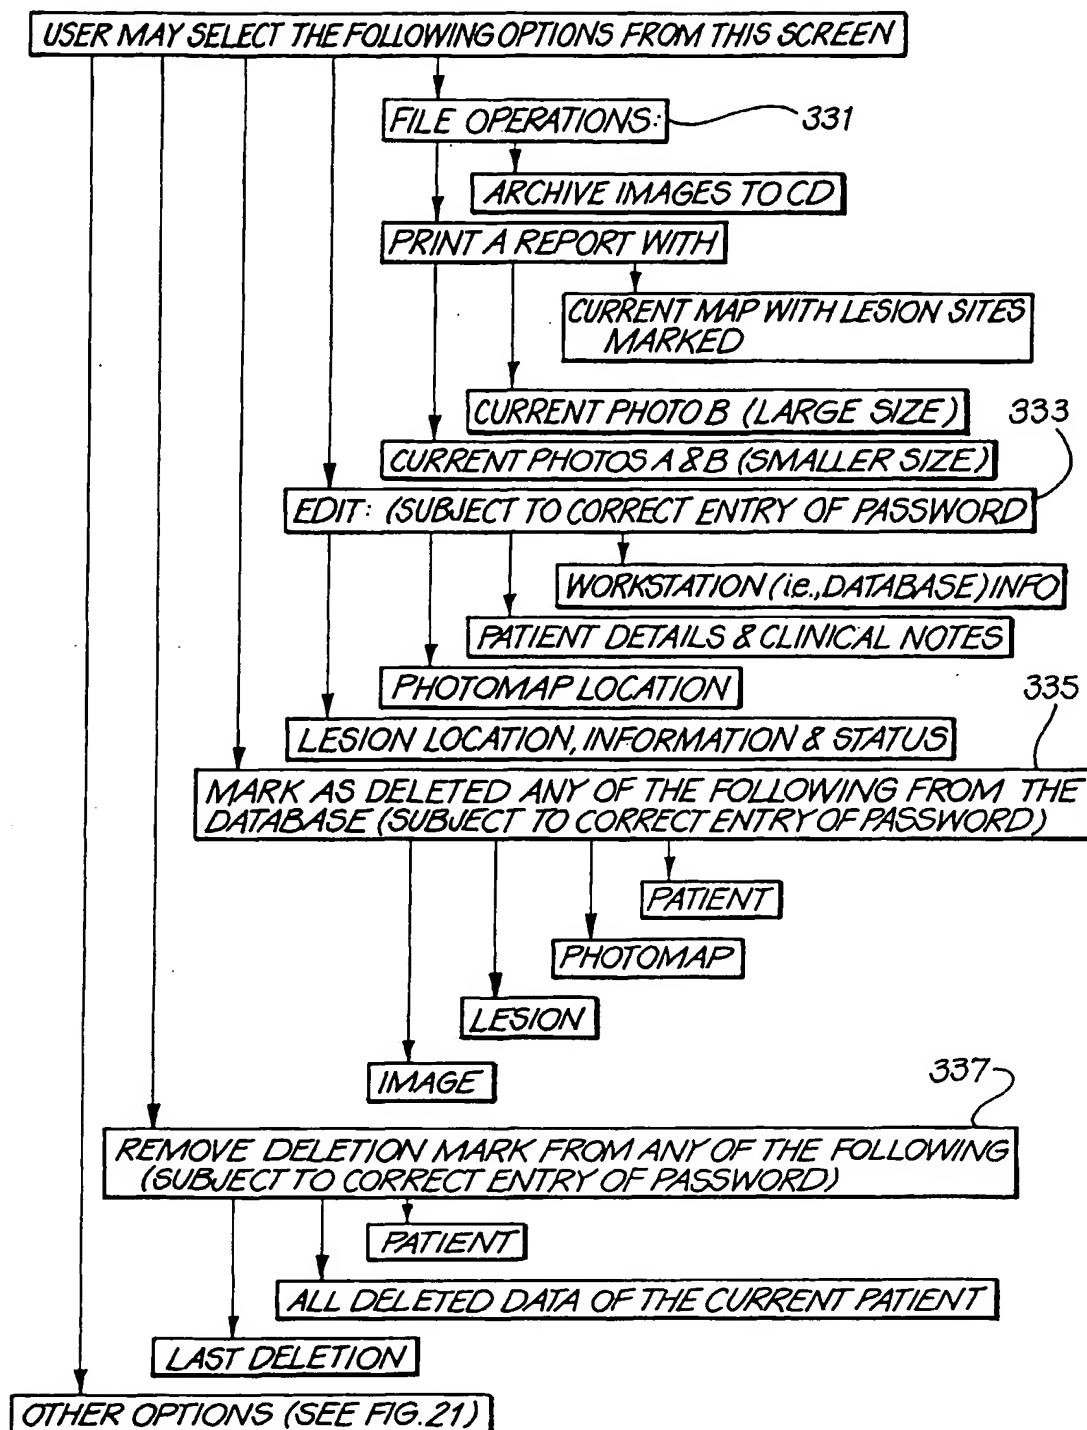 USER MAY SELECT THE FOLLOWING OPTIONS FROM THIS SCREEN
FILE OPERATIONS:
331
ARCHIVE IMAGES TO CD
PRINT A REPORT WITH
CURRENT MAP WITH LESION SITES
MARKED
CURRENT PHOTO B (LARGE SIZE)
333
CURRENT PHOTOS A & B (SMALLER SIZE)
EDIT: (SUBJECT TO CORRECT ENTRY OF PASSWORD
WORKSTATION (i.e., DATABASE) INFO
PATIENT DETAILS & CLINICAL NOTES
PHOTOMAP LOCATION
335
LESION LOCATION, INFORMATION & STATUS
MARK AS DELETED ANY OF THE FOLLOWING FROM THE
DATABASE (SUBJECT TO CORRECT ENTRY OF PASSWORD)
PATIENT
PHOTOMAP
LESION
IMAGE
337
REMOVE DELETION MARK FROM ANY OF THE FOLLOWING
(SUBJECT TO CORRECT ENTRY OF PASSWORD)
PATIENT
ALL DELETED DATA OF THE CURRENT PATIENT
LAST DELETION
OTHER OPTIONS (SEE FIG. 21)